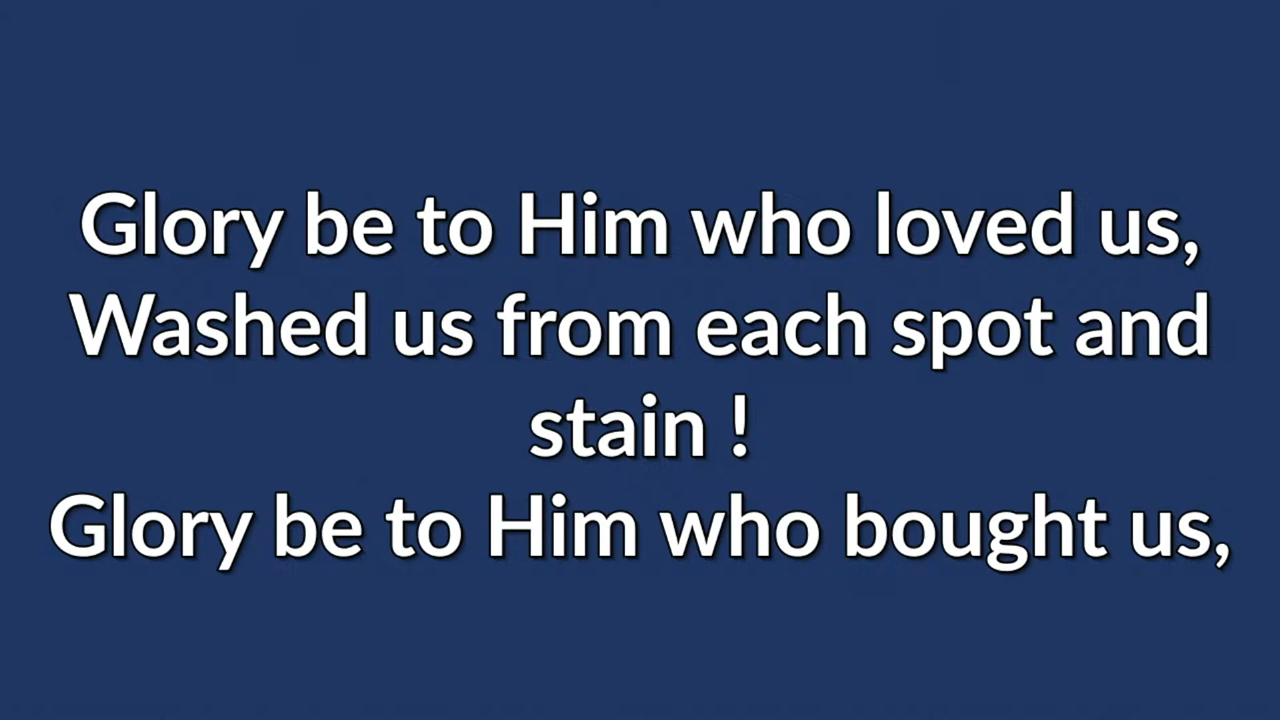 Glory be to Him who loved us,
Washed us from each spot and
stain !
Glory be to Him who bought us,